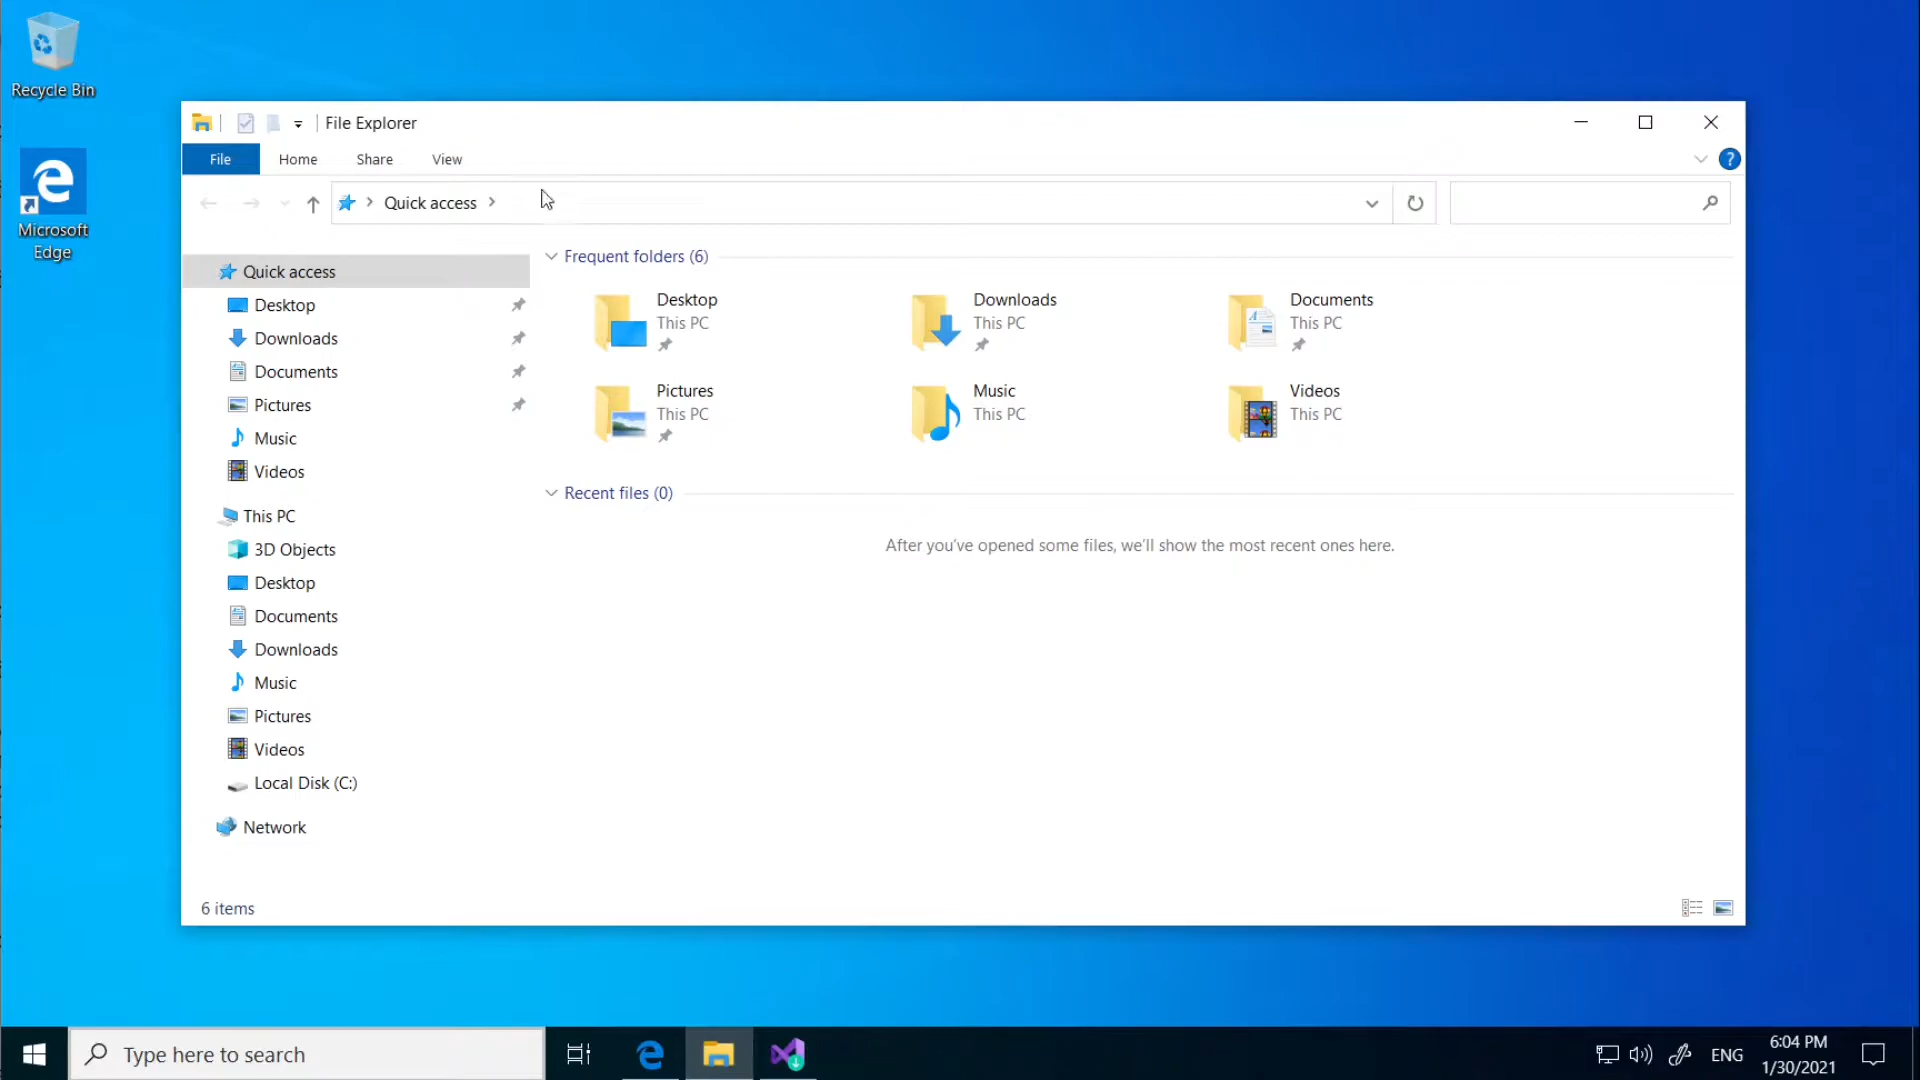 Recycle Bin
Microsoft
Edge
File Explorer
File
Home
Share
View
?
Quick access
Quick access
Desktop
Downloads
Documents
Pictures
Music
Videos
This PC
3D Objects
Desktop
Documents
Downloads
Music
Pictures
Videos
Local Disk (C:)
Network
Frequent folders (6)
Desktop
This PC
Downloads
This PC
Documents
This PC
Pictures
This PC
Music
This PC
Videos
This PC
Recent files (0)
After you've opened some files, we'll show the most recent ones here.
6 items
Type here to search
ENG
6:04 PM
1/30/2021